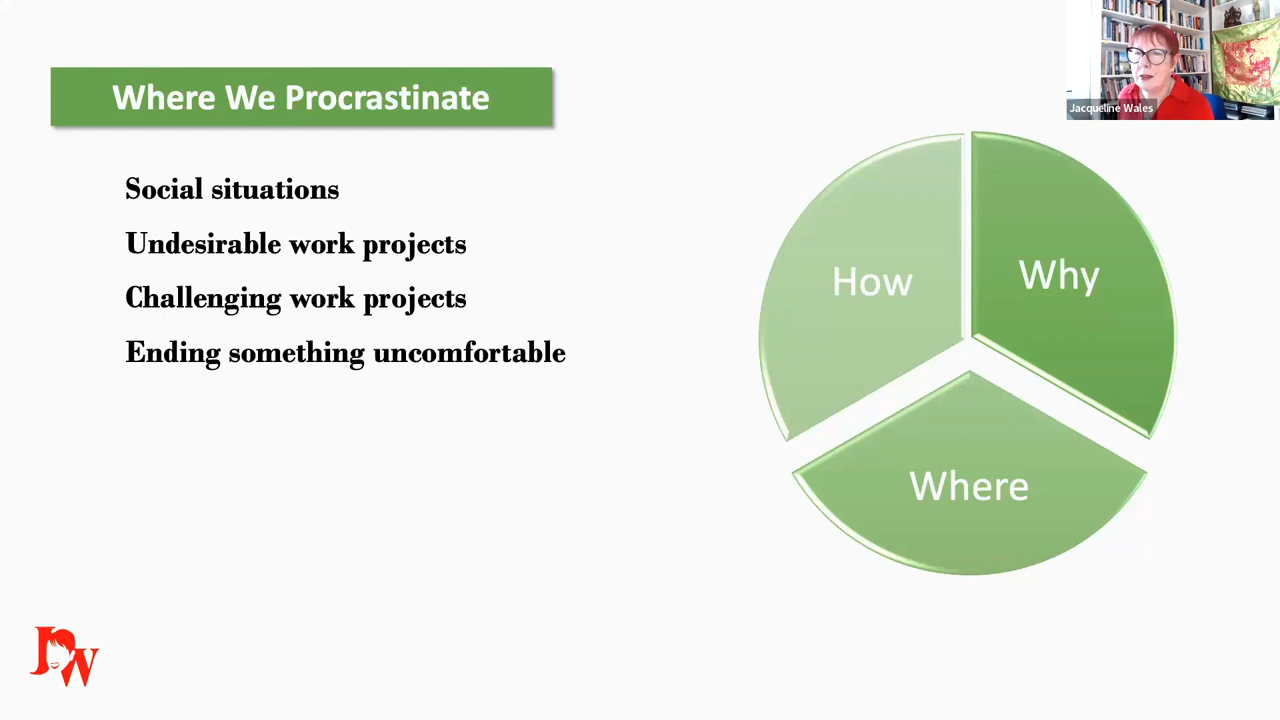 Where We Procrastinate
Jacqueline Wales
Social situations
Undesirable work projects
Challenging work projects
Ending something uncomfortable
How
Why
Where
JW